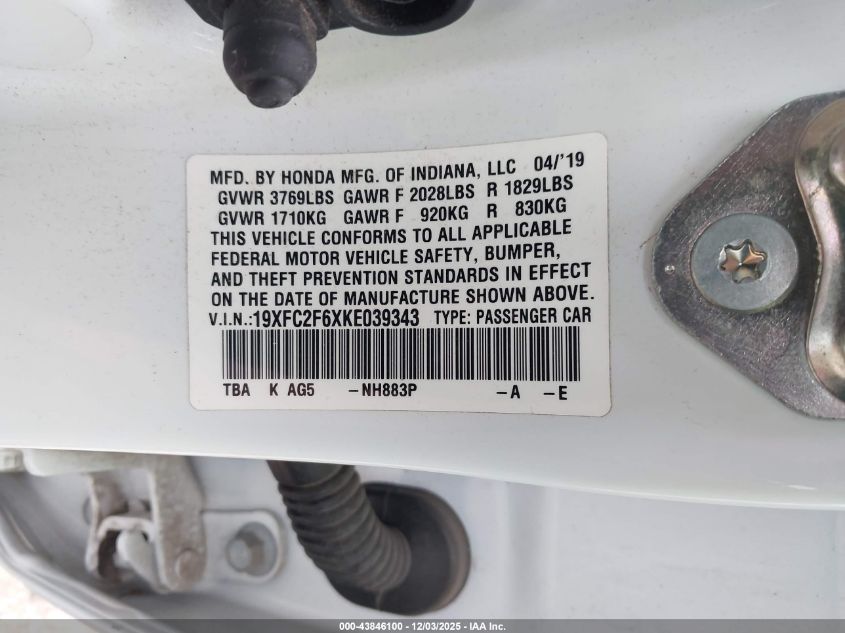 MFD. BY HONDA MFG. OF INDIANA, LLC 04/'19
GVWR 3769LBS GAWR F 2028LBS R 1829LBS
GVWR 1710KG GAWR F 920KG R 830KG
THIS VEHICLE CONFORMS TO ALL APPLICABLE
FEDERAL MOTOR VEHICLE SAFETY, BUMPER,
AND THEFT PREVENTION STANDARDS IN EFFECT
ON THE DATE OF MANUFACTURE SHOWN ABOVE.
V.I.N.:19XFC2F6XKE039343 TYPE: PASSENGER CAR
TBA K AG5 -NH883P -A -E
000-43846100 - 12/03/2025 - IAA Inc.